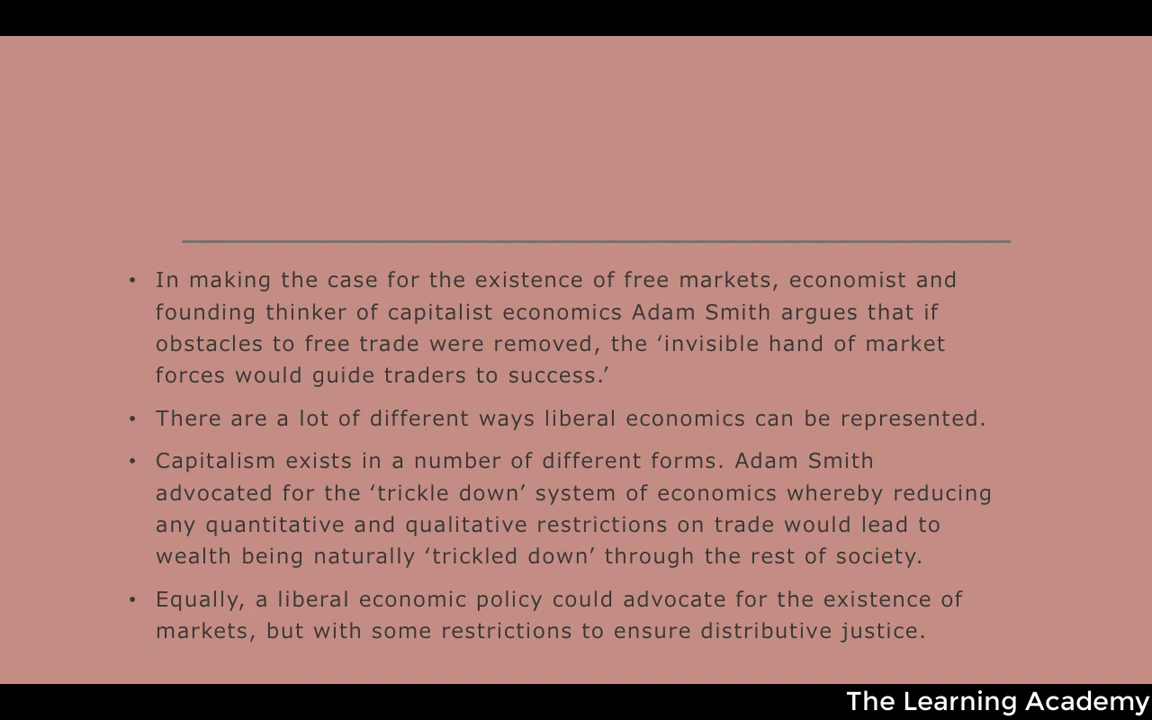 • In making the case for the existence of free markets, economist and
founding thinker of capitalist economics Adam Smith argues that if
obstacles to free trade were removed, the ‘invisible hand of market
forces would guide traders to success.’
• There are a lot of different ways liberal economics can be represented.
• Capitalism exists in a number of different forms. Adam Smith
advocated for the ‘trickle down’ system of economics whereby reducing
any quantitative and qualitative restrictions on trade would lead to
wealth being naturally ‘trickled down’ through the rest of society.
• Equally, a liberal economic policy could advocate for the existence of
markets, but with some restrictions to ensure distributive justice.
The Learning Academy